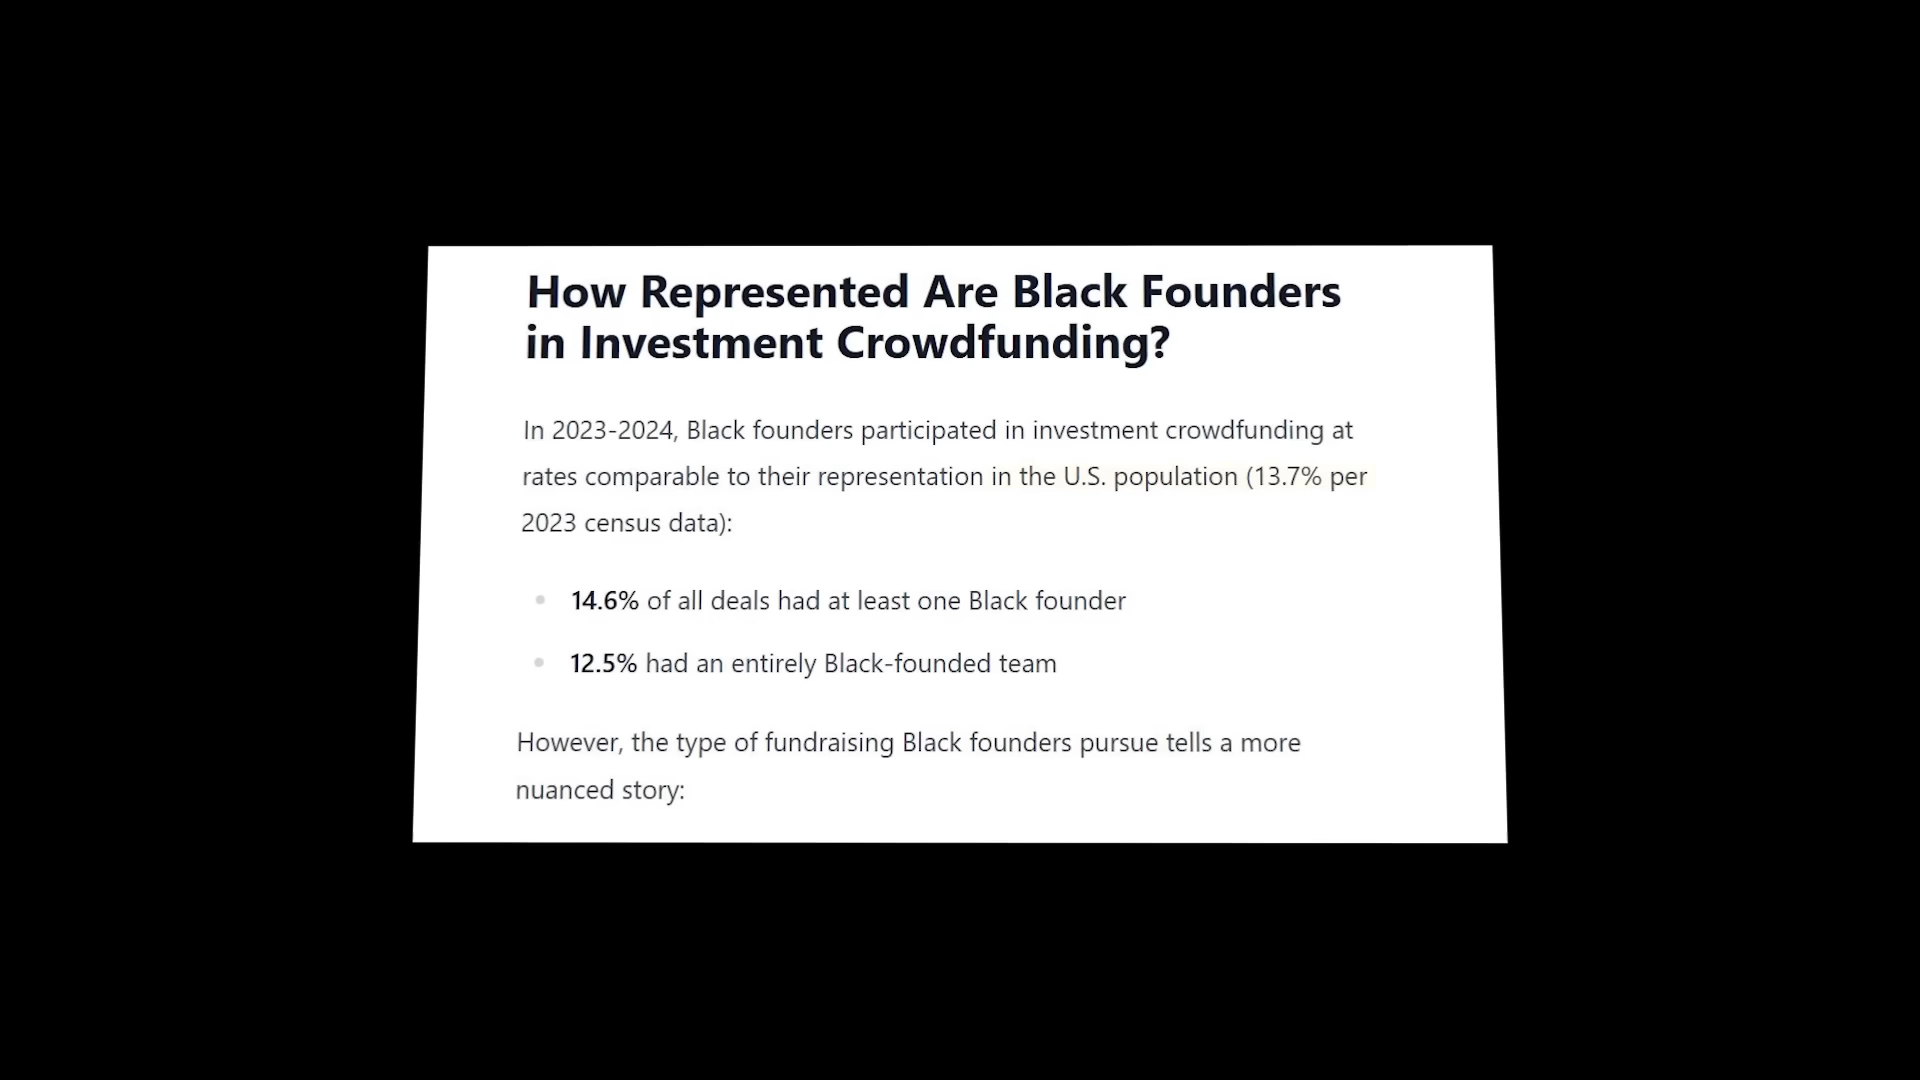 How Represented Are Black Founders
in Investment Crowdfunding?
In 2023-2024, Black founders participated in investment crowdfunding at
rates comparable to their representation in the U.S. population (13.7% per
2023 census data):
14.6% of all deals had at least one Black founder
12.5% had an entirely Black-founded team
However, the type of fundraising Black founders pursue tells a more
nuanced story: